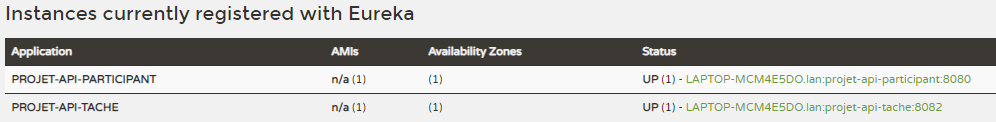 Instances currently registered with Eureka
Application AMIs Availability Zones Status
PROJET-API-PARTICIPANT n/a (1) (1) UP (1) - LAPTOP-MCM4E5DO.lan:projet-api-participant:8080
PROJET-API-TACHE n/a (1) (1) UP (1) - LAPTOP-MCM4E5DO.lan:projet-api-tache:8082